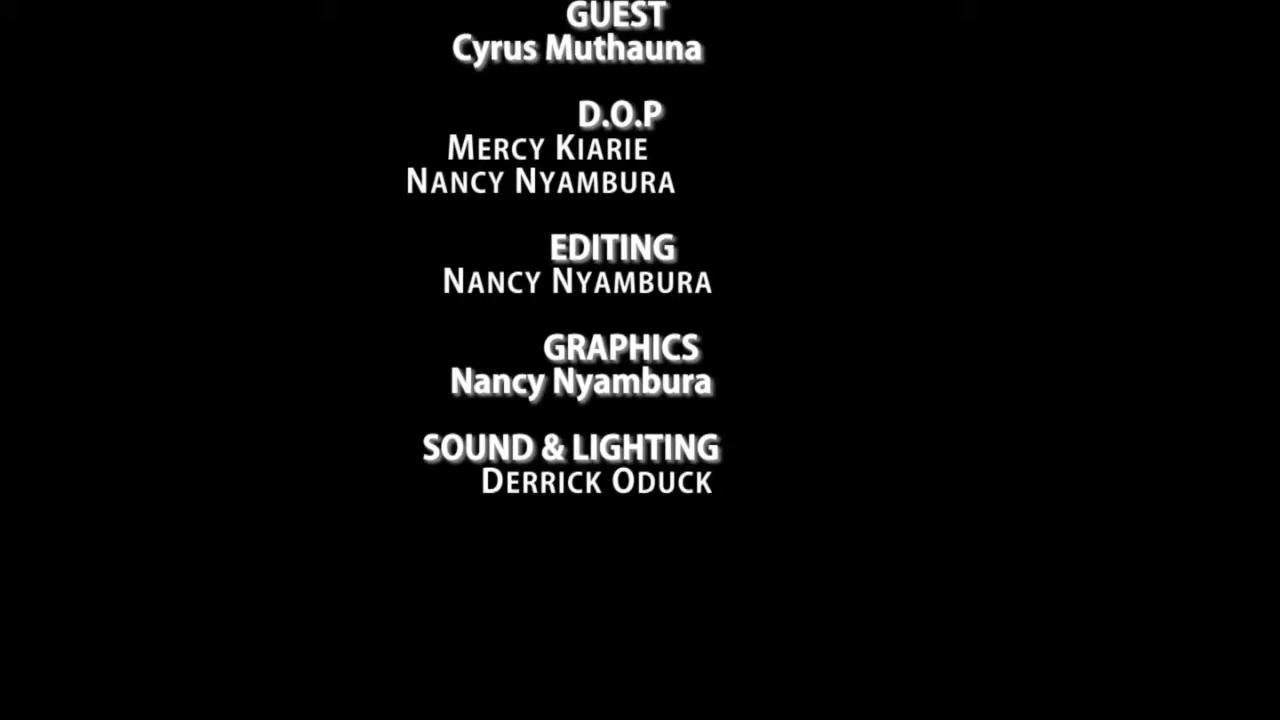 GUEST
Cyrus Muthauna
D.O.P
MERCY KIARIE
NANCY NYAMBURA
EDITING
NANCY NYAMBURA
GRAPHICS
Nancy Nyambura
SOUND & LIGHTING
DERRICK ODUCK